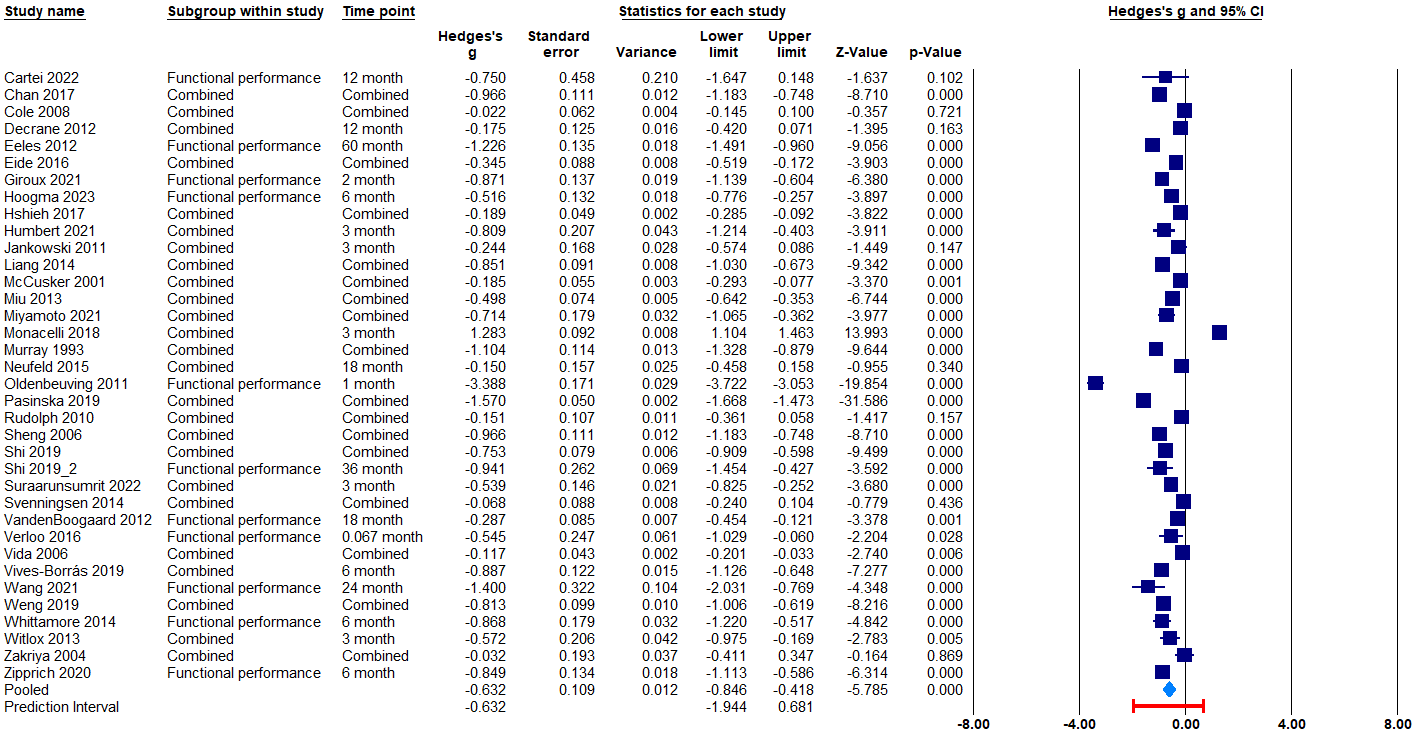 Study name Subgroup within study Time point Statistics for each study Hedges's g and 95% CI
Hedges's g Standard error Variance Lower limit Upper limit Z-Value p-Value
Cartei 2022 Functional performance 12 month -0.750 0.458 0.210 -1.647 0.148 -1.637 0.102
Chan 2017 Combined Combined -0.966 0.111 0.012 -1.183 -0.748 -8.710 0.000
Cole 2008 Combined Combined -0.022 0.062 0.004 -0.145 0.100 -0.357 0.721
Decrane 2012 Combined 12 month -0.175 0.125 0.016 -0.420 0.071 -1.395 0.163
Eeles 2012 Functional performance 60 month -1.226 0.135 0.018 -1.491 -0.960 -9.056 0.000
Eide 2016 Combined Combined -0.345 0.088 0.008 -0.519 -0.172 -3.903 0.000
Giroux 2021 Functional performance 2 month -0.871 0.137 0.019 -1.139 -0.604 -6.380 0.000
Hoogma 2023 Functional performance 6 month -0.516 0.132 0.018 -0.776 -0.257 -3.897 0.000
Hshieh 2017 Combined Combined -0.189 0.049 0.002 -0.285 -0.092 -3.822 0.000
Humbert 2021 Combined 3 month -0.809 0.207 0.043 -1.214 -0.403 -3.911 0.000
Jankowski 2011 Combined 3 month -0.244 0.168 0.028 -0.574 0.086 -1.449 0.147
Liang 2014 Combined Combined -0.851 0.091 0.008 -1.030 -0.673 -9.342 0.000
McCusker 2001 Combined Combined -0.185 0.055 0.003 -0.293 -0.077 -3.370 0.001
Miu 2013 Combined Combined -0.498 0.074 0.005 -0.642 -0.353 -6.744 0.000
Miyamoto 2021 Combined Combined -0.714 0.179 0.032 -1.065 -0.362 -3.977 0.000
Monacelli 2018 Combined 3 month 1.283 0.092 0.008 1.104 1.463 13.993 0.000
Murray 1993 Combined Combined -1.104 0.114 0.013 -1.328 -0.879 -9.644 0.000
Neufeld 2015 Combined 18 month -0.150 0.157 0.025 -0.458 0.158 -0.955 0.340
Oldenbeuving 2011 Functional performance 1 month -3.388 0.171 0.029 -3.722 -3.053 -19.854 0.000
Pasinska 2019 Combined Combined -1.570 0.050 0.002 -1.668 -1.473 -31.586 0.000
Rudolph 2010 Combined Combined -0.151 0.107 0.011 -0.361 0.058 -1.417 0.157
Sheng 2006 Combined Combined -0.966 0.111 0.012 -1.183 -0.748 -8.710 0.000
Shi 2019 Combined Combined -0.753 0.079 0.006 -0.909 -0.598 -9.499 0.000
Shi 2019_2 Functional performance 36 month -0.941 0.262 0.069 -1.454 -0.427 -3.592 0.000
Suraarunsumrit 2022 Combined 3 month -0.539 0.146 0.021 -0.825 -0.252 -3.680 0.000
Svenningsen 2014 Combined Combined -0.068 0.088 0.008 -0.240 0.104 -0.779 0.436
VandenBoogaard 2012 Functional performance 18 month -0.287 0.085 0.007 -0.454 -0.121 -3.378 0.001
Verloo 2016 Functional performance 0.067 month -0.545 0.247 0.061 -1.029 -0.060 -2.204 0.028
Vida 2006 Combined Combined -0.117 0.043 0.002 -0.201 -0.033 -2.740 0.006
Vives-Borrás 2019 Combined 6 month -0.887 0.122 0.015 -1.126 -0.648 -7.277 0.000
Wang 2021 Functional performance 24 month -1.400 0.322 0.104 -2.031 -0.769 -4.348 0.000
Weng 2019 Combined Combined -0.813 0.099 0.010 -1.006 -0.619 -8.216 0.000
Whittamore 2014 Functional performance 6 month -0.868 0.179 0.032 -1.220 -0.517 -4.842 0.000
Witlox 2013 Combined 3 month -0.572 0.206 0.042 -0.975 -0.169 -2.783 0.005
Zakriya 2004 Combined Combined -0.032 0.193 0.037 -0.411 0.347 -0.164 0.869
Zipprich 2020 Functional performance 6 month -0.849 0.134 0.018 -1.113 -0.586 -6.314 0.000
Pooled -0.632 0.109 0.012 -0.846 -0.418 -5.785 0.000
Prediction Interval -0.632 -1.944 0.681
-8.00 -4.00 0.00 4.00 8.00